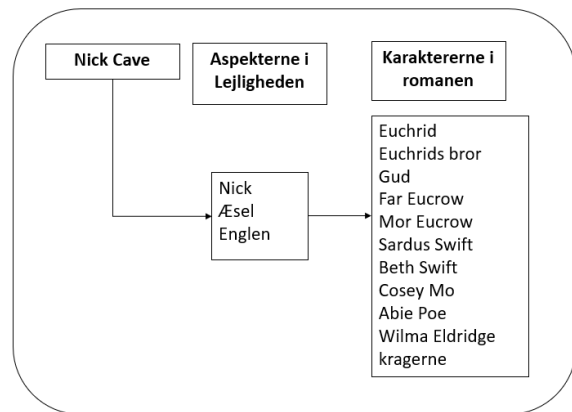 Nick Cave
Aspekterne i
Lejligheden
Karaktererne i
romanen
Nick
Æsel
Englen
Euchrid
Euchrids bror
Gud
Far Eucrow
Mor Eucrow
Sardus Swift
Beth Swift
Cosey Mo
Abie Poe
Wilma Eldridge
kragerne